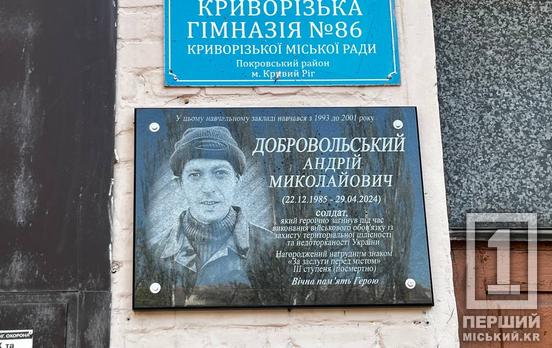 КРИВОРІЗЬКА
ГІМНАЗІЯ №86
КРИВОРІЗЬКОЇ МІСЬКОЇ РАДИ
Покровський район
м. Кривий Ріг
У цьому навчальному закладі навчався з 1993 до 2001 року
ДОБРОВОЛЬСЬКИЙ
АНДРІЙ
МИКОЛАЙОВИЧ
(22.12.1985 - 29.04.2024)
солдат,
який героїчно загинув під час
виконання військового обов'язку із
захисту територіальної цілісності
та недоторканості України
Нагороджений нагрудним знаком
„За заслуги перед містом"
ІІІ ступеня (посмертно)
Вічна пам'ять Герою
ОХОРОНА
та
1
ПЕРШИЙ
МІСЬКИЙ.KR